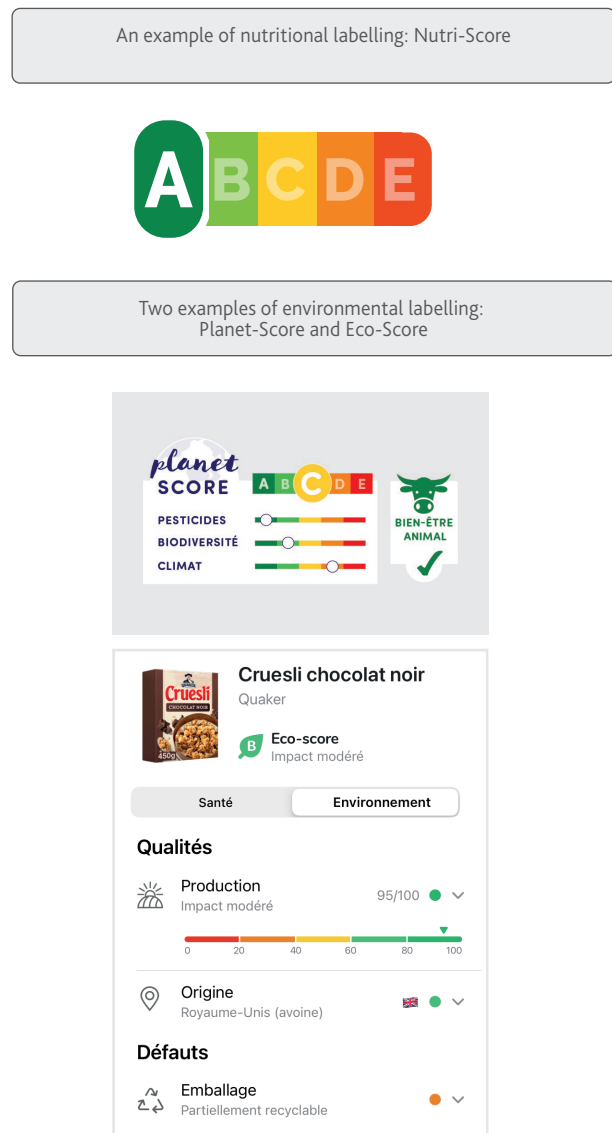 An example of nutritional labelling: Nutri-Score
A B C D E
Two examples of environmental labelling:
Planet-Score and Eco-Score
planet
SCORE
A B C D E
PESTICIDES
BIODIVERSITÉ
CLIMAT
BIEN-ÊTRE
ANIMAL
Cruesli chocolat noir
Quaker
Cruesli
CHOCOLAT NOIR
450g
B
Eco-score
Impact modéré
Santé
Environnement
Qualités
Production
Impact modéré
95/100
0 20 40 60 80 100
Origine
Royaume-Unis (avoine)
Défauts
Emballage
Partiellement recyclable